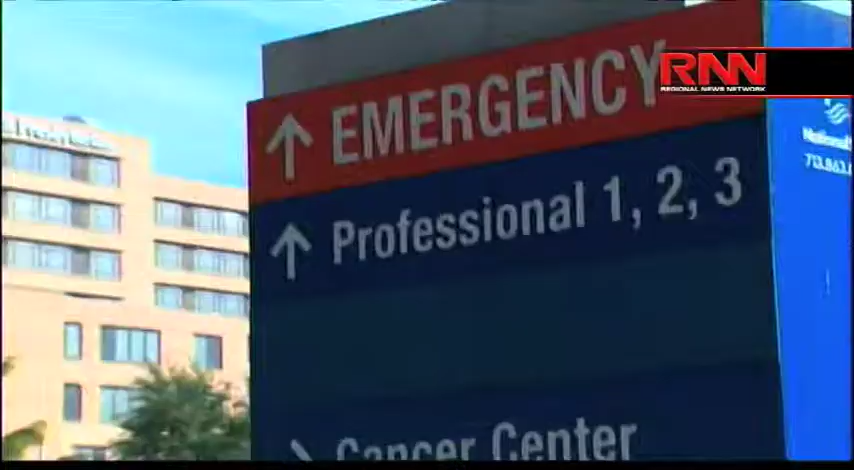 EMERGENCY
RNN
REGIONAL NEWS NETWORK
Professional 1, 2, 3
Cancer Center